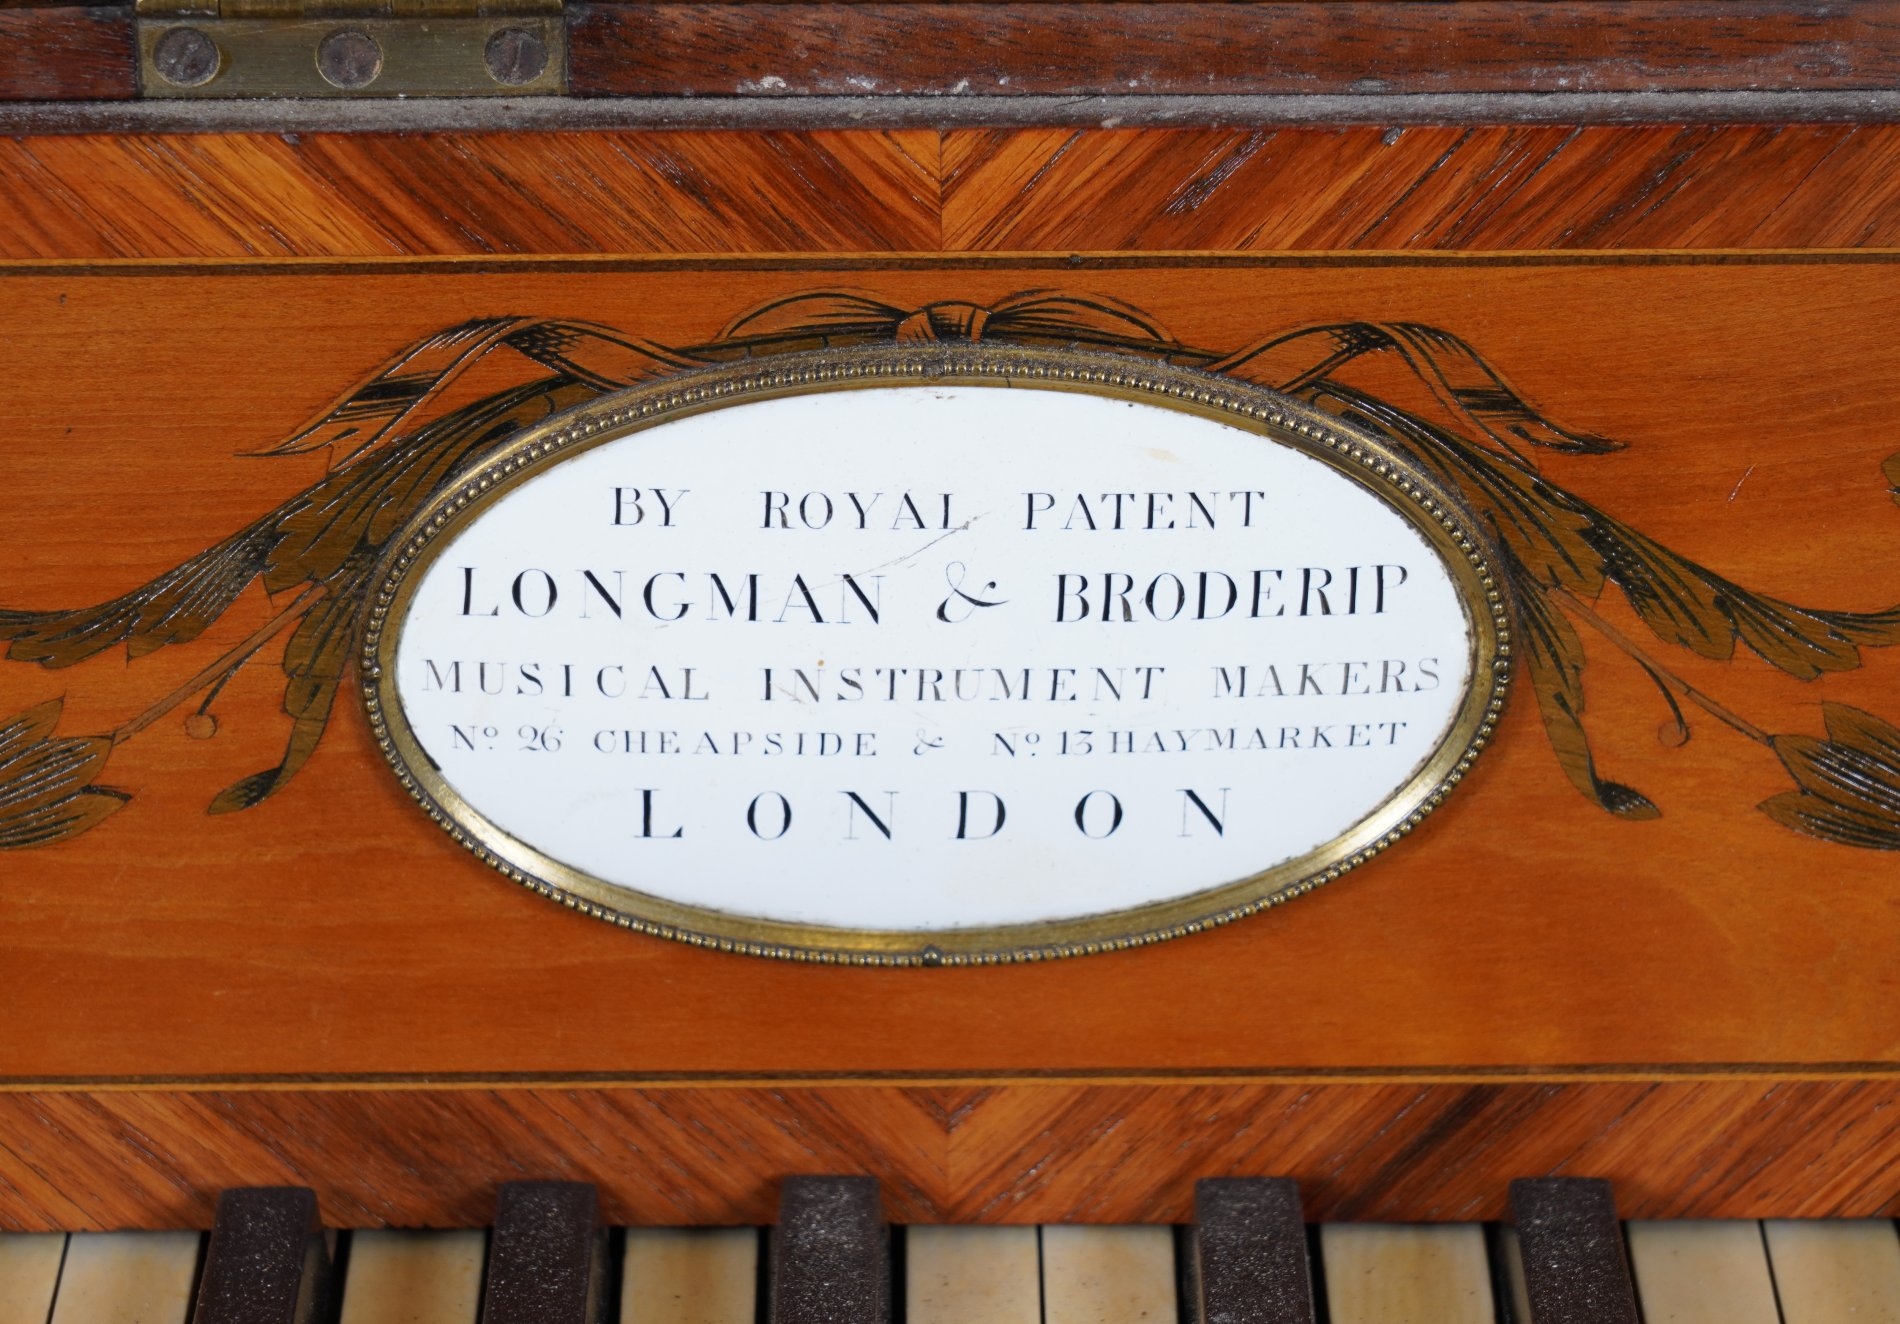 BY ROYAL PATENT
LONGMAN & BRODERIP
MUSICAL INSTRUMENT MAKERS
Nº 26 CHEAPSIDE & Nº 13 HAYMARKET
LONDON